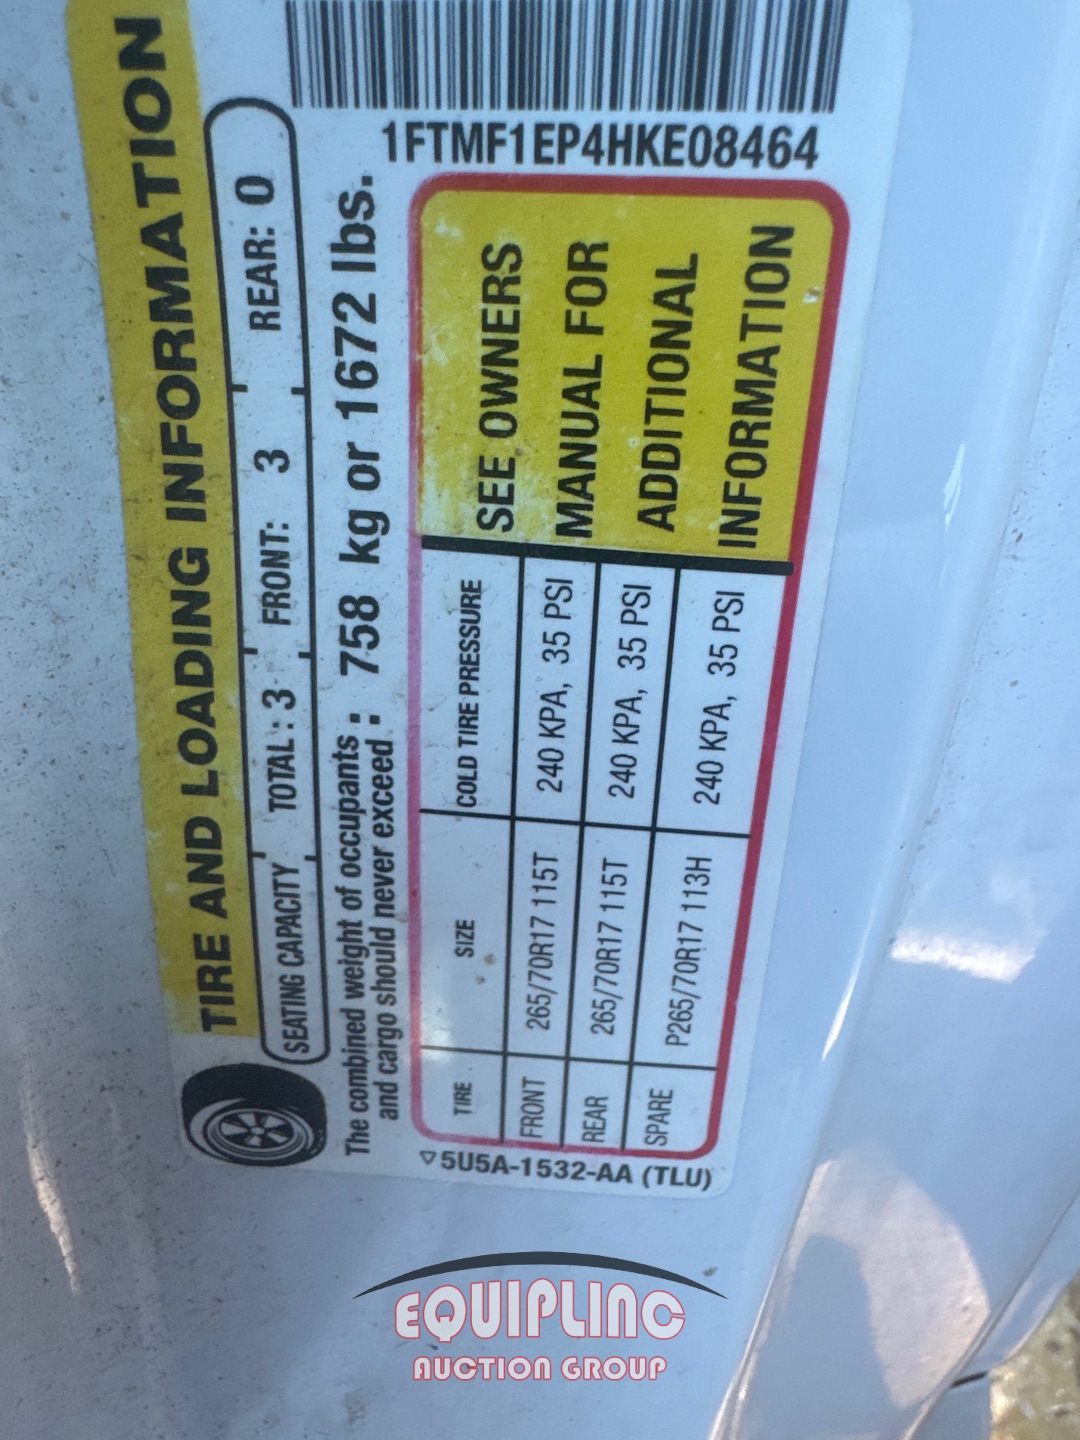 1FTMF1EP4HKE08464
TIRE AND LOADING INFORMATION
SEATING CAPACITY TOTAL : 3 FRONT: 3 REAR: 0
The combined weight of occupants
and cargo should never exceed : 758 kg or 1672 lbs.
TIRE SIZE COLD TIRE PRESSURE
FRONT 265/70R17 115T 240 KPA, 35 PSI
REAR 265/70R17 115T 240 KPA, 35 PSI
SPARE P265/70R17 113H 240 KPA, 35 PSI
SEE OWNERS
MANUAL FOR
ADDITIONAL
INFORMATION
▽5U5A-1532-AA (TLU)
EQUIPLINC
AUCTION GROUP